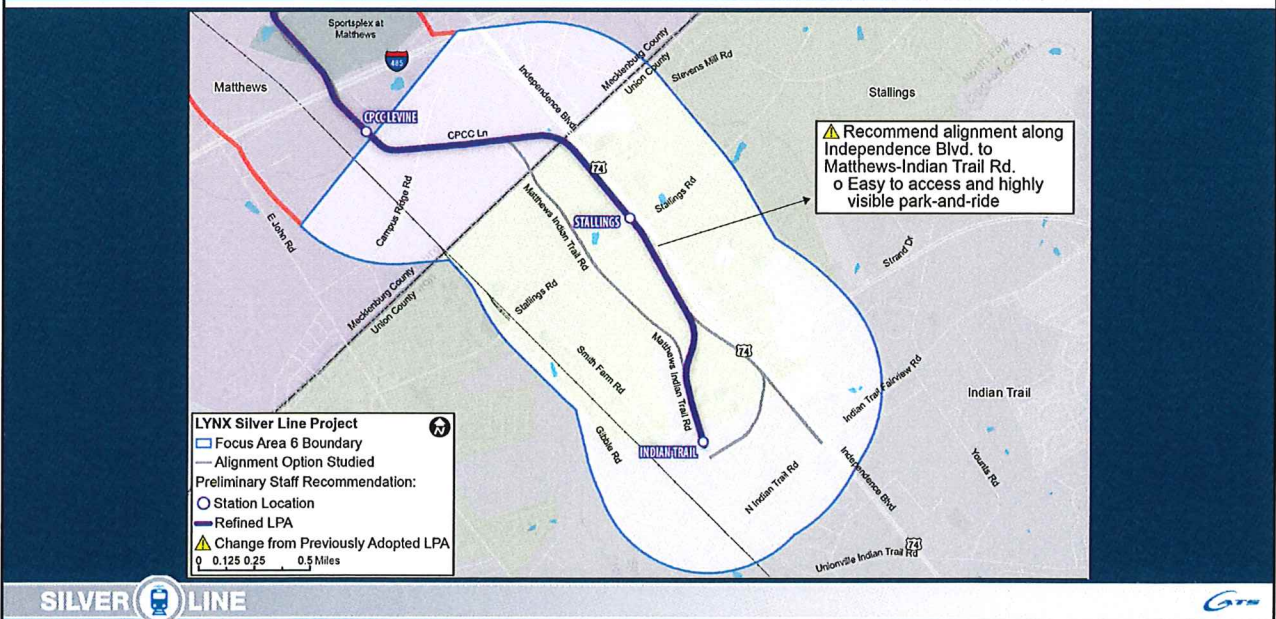 Sportsplex at
Matthews
485
Matthews
Mecklenburg County
Union County
Stevens Mill Rd
Independence Blvd
Stallings
CPCC LEVINE
CPCC Ln
74
⚠ Recommend alignment along
Independence Blvd. to
Matthews-Indian Trail Rd.
o Easy to access and highly
visible park-and-ride
Campus Ridge Rd
E John Rd
Matthews Indian Trail Rd
STALLINGS
Stallings Rd
Strand Dr
Mecklenburg County
Union County
Stallings Rd
Smith Farm Rd
Matthews Indian Trail Rd
74
Indian Trail Fairview Rd
Indian Trail
Gribble Rd
INDIAN TRAIL
N Indian Trail Rd
Independence Blvd
Younts Rd
Unionville Indian Trail Rd
74
LYNX Silver Line Project
N
Focus Area 6 Boundary
Alignment Option Studied
Preliminary Staff Recommendation:
Station Location
Refined LPA
Change from Previously Adopted LPA
0 0.125 0.25 0.5 Miles
SILVER LINE
CATS